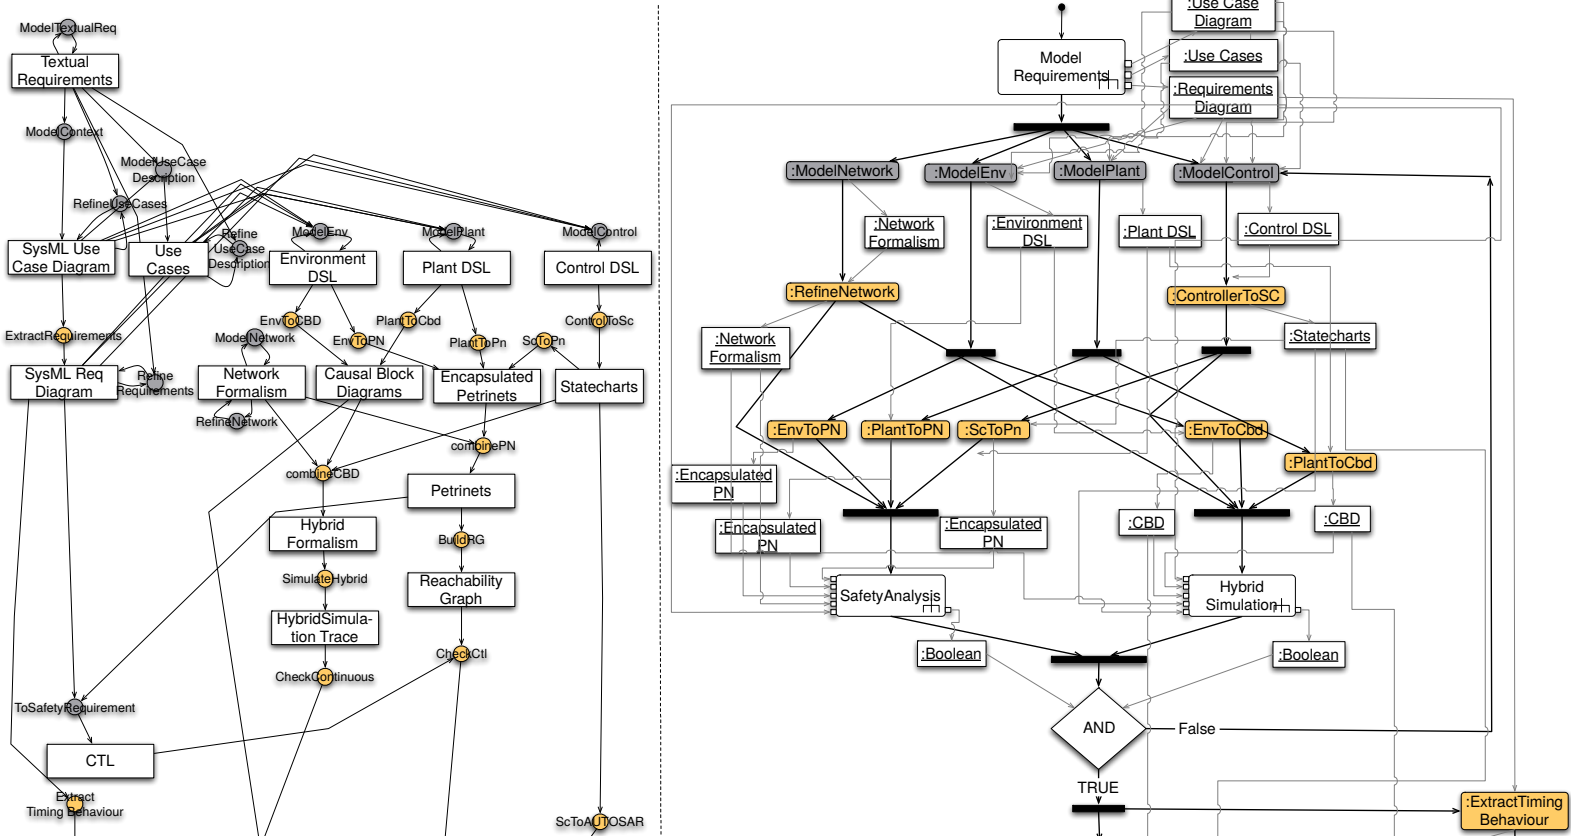 ModelTextualReq
Textual
Requirements
ModelContext
ModelUseCase
Description
RefineUseCases
SysML Use
Case Diagram
Use
Cases
Refine
UseCase
Description
ModelEnv
ModelPlant
ModelControl
Environment
DSL
Plant DSL
Control DSL
ExtractRequirements
EnvToCBD
PlantToCbd
ControlToSc
ModelNetwork
EnvToPN
PlantToPn
ScToPn
SysML Req
Diagram
Refine
Requirements
Network
Formalism
Causal Block
Diagrams
Encapsulated
Petrinets
Statecharts
RefineNetwork
combinePN
combineCBD
Petrinets
Hybrid
Formalism
BuildRG
SimulateHybrid
Reachability
Graph
HybridSimula-
tion Trace
CheckCtl
CheckContinuous
ToSafetyRequirement
CTL
Extract
Timing Behaviour
ScToAUTOSAR
:Use Case
Diagram
Model
Requirements
:Use Cases
:Requirements
Diagram
:ModelNetwork
:ModelEnv
:ModelPlant
:ModelControl
:Network
Formalism
:Environment
DSL
:Plant DSL
:Control DSL
:RefineNetwork
:ControllerToSC
:Network
Formalism
:Statecharts
:EnvToPN
:PlantToPN
:ScToPn
:EnvToCbd
:PlantToCbd
:Encapsulated
PN
:Encapsulated
PN
:Encapsulated
PN
:CBD
:CBD
SafetyAnalysis
Hybrid
Simulation
:Boolean
:Boolean
AND
False
TRUE
:ExtractTiming
Behaviour